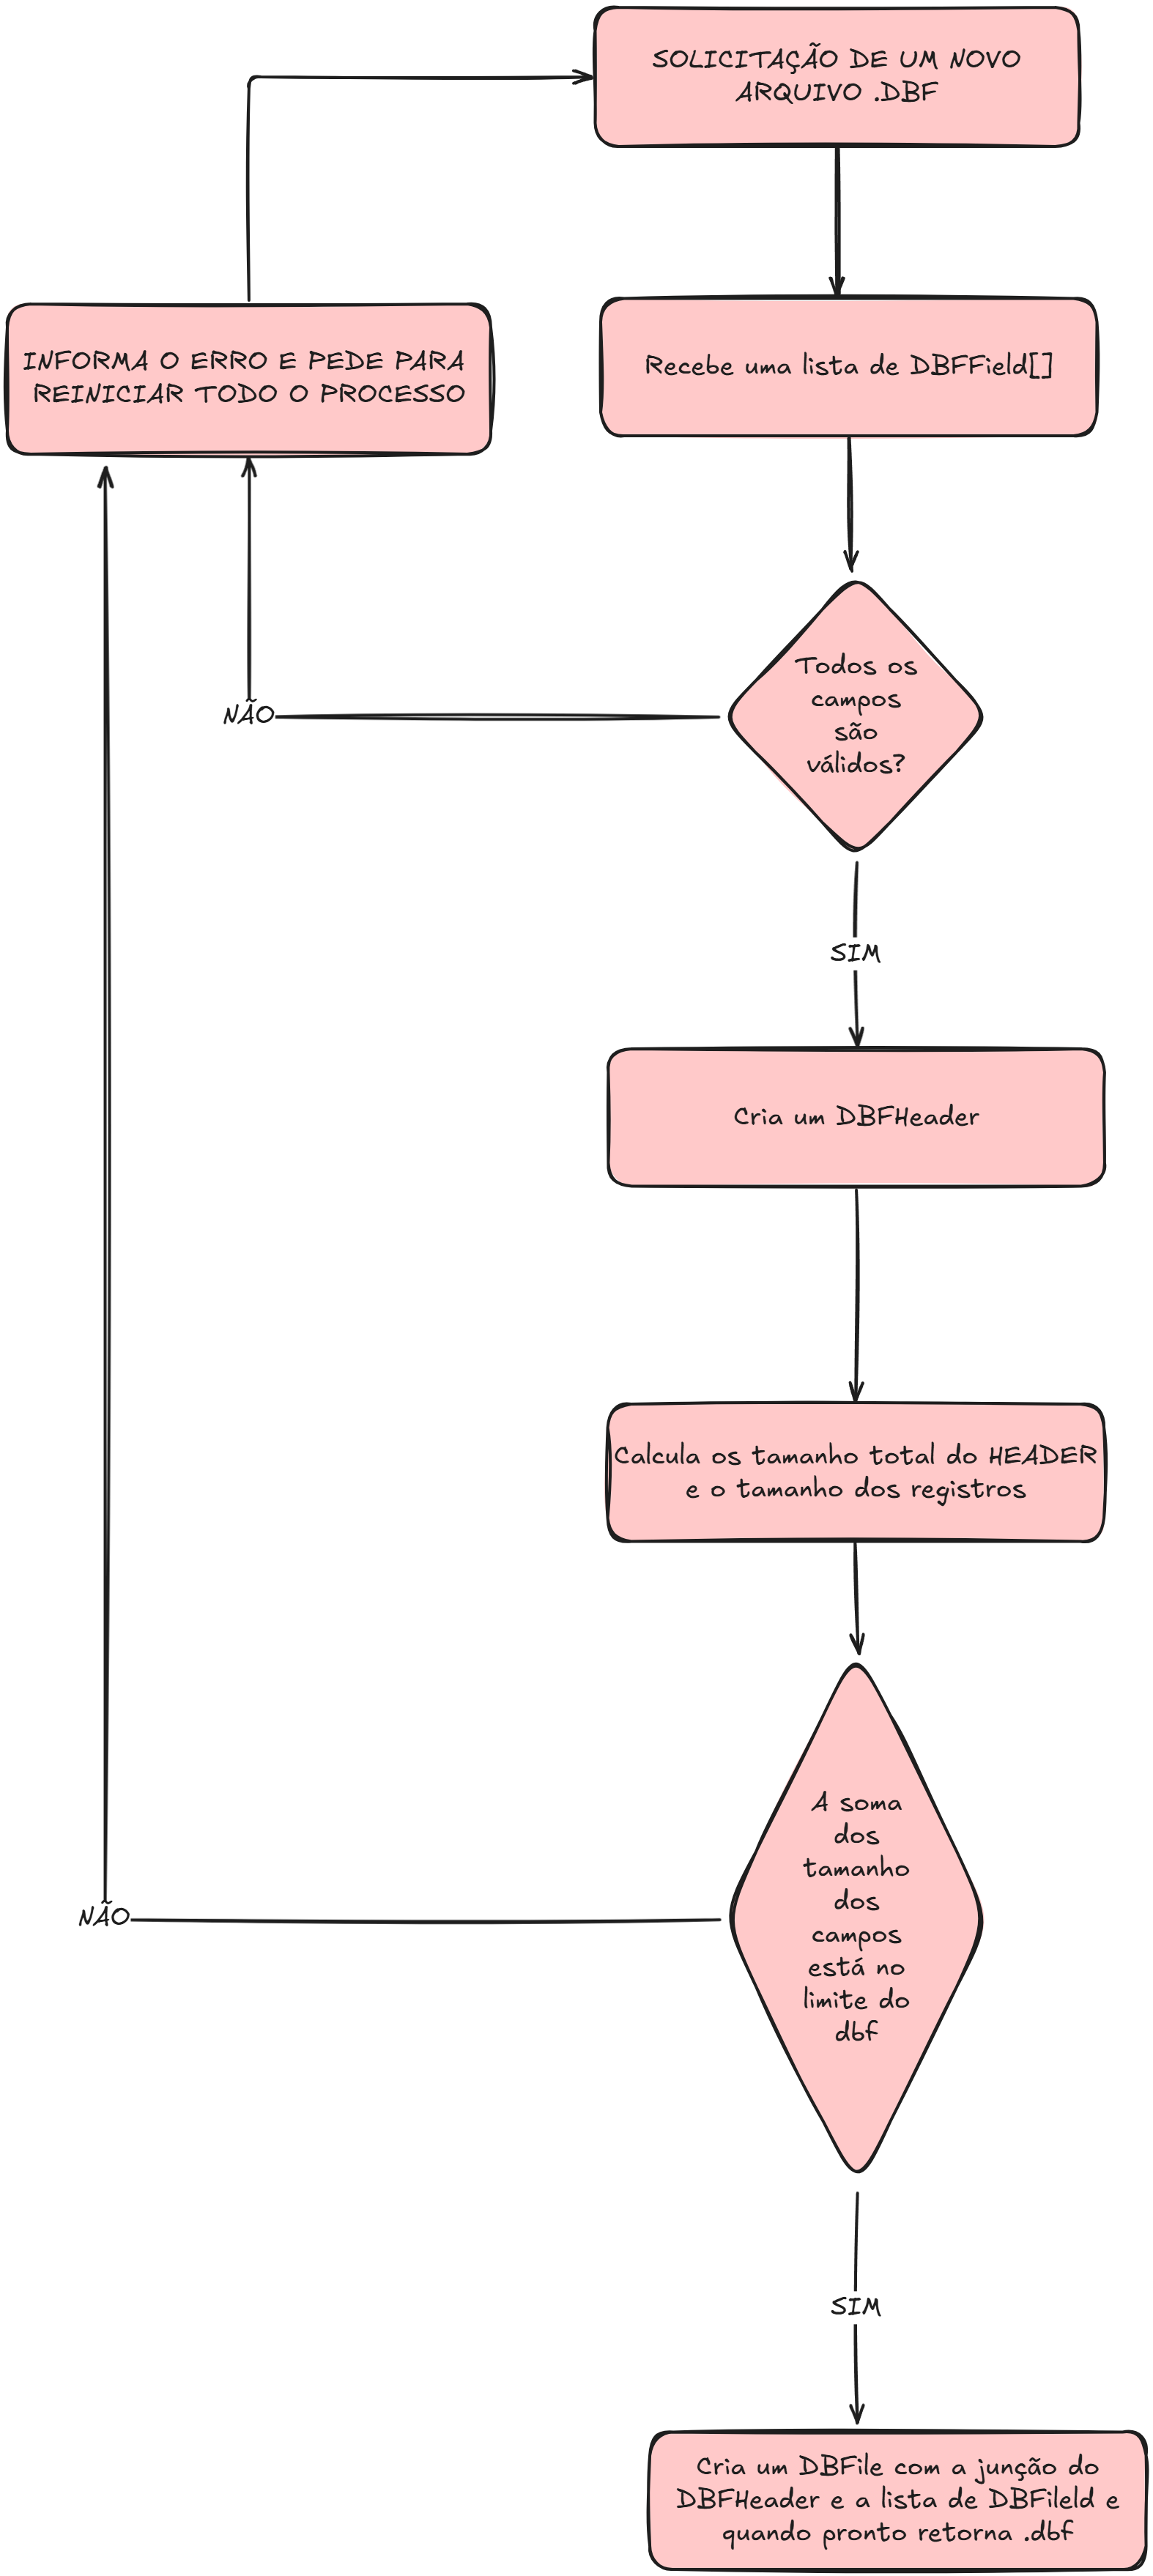 SOLICITAÇÃO DE UM NOVO
ARQUIVO .DBF
INFORMA O ERRO E PEDE PARA
REINICIAR TODO O PROCESSO
Recebe uma lista de DBFField[]
Todos os
campos
são
válidos?
NÃO
SIM
Cria um DBFHeader
Calcula os tamanho total do HEADER
e o tamanho dos registros
A soma
dos
tamanho
dos
campos
está no
limite do
dbf
NÃO
SIM
Cria um DBFile com a junção do
DBFHeader e a lista de DBFileld e
quando pronto retorna .dbf